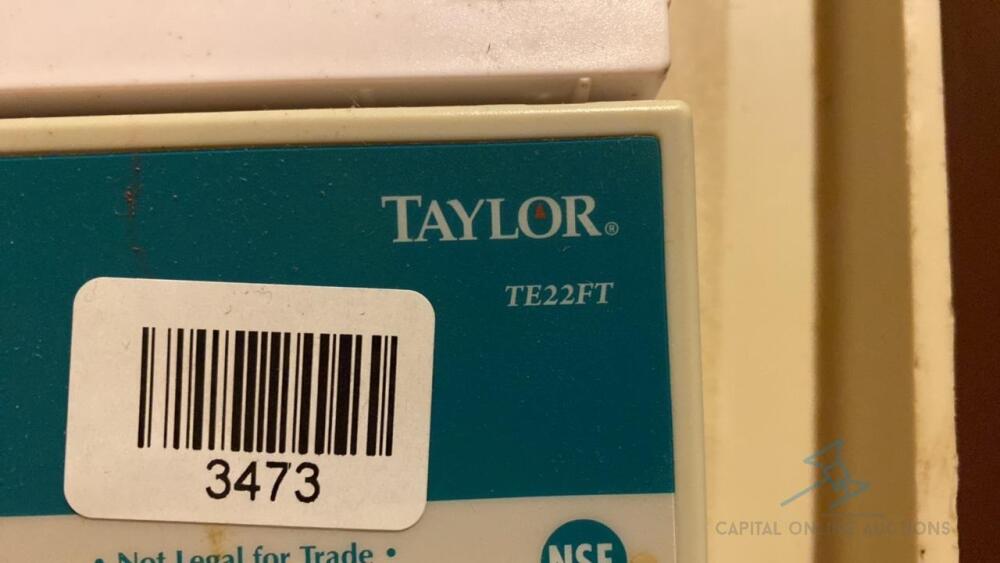 TAYLOR®
TE22FT
3473
• Not Legal for Trade •
NSF
CAPITAL ONLINE AUCTIONS